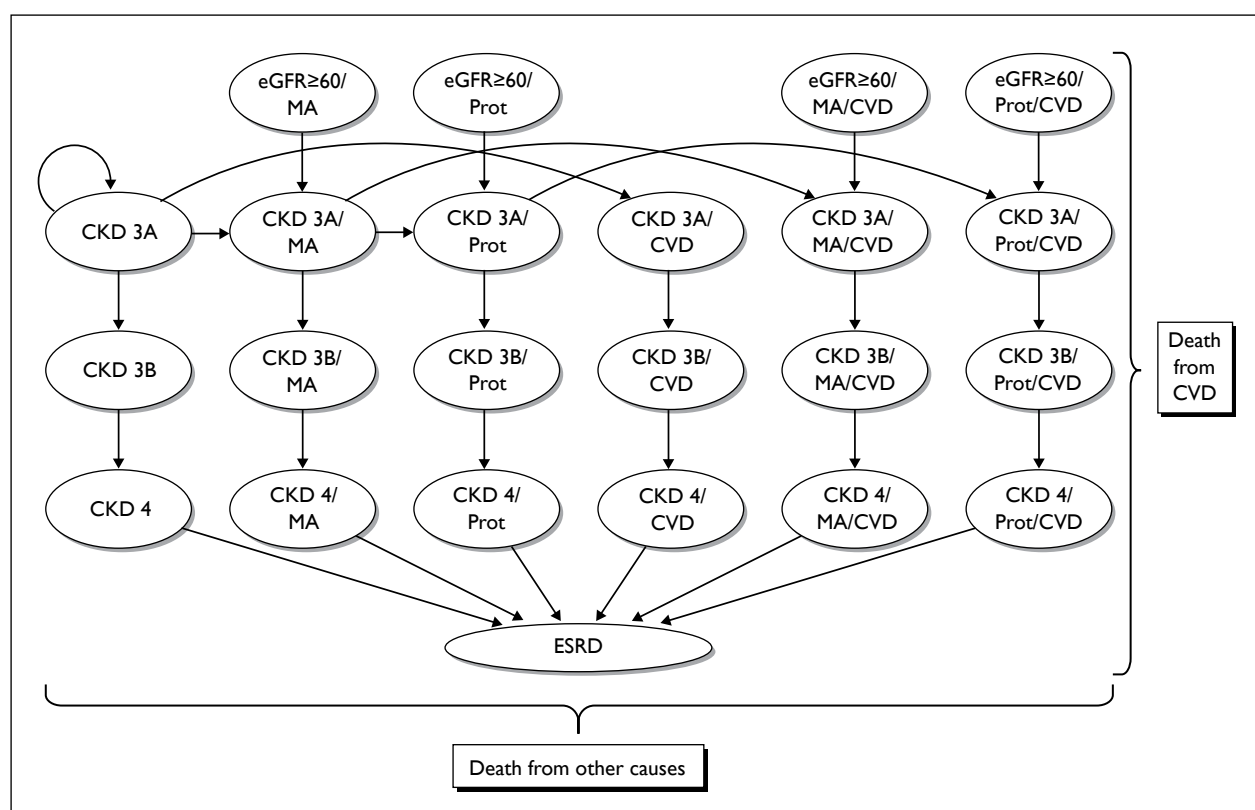 eGFR≥60/
MA
eGFR≥60/
Prot
eGFR≥60/
MA/CVD
eGFR≥60/
Prot/CVD
CKD 3A
CKD 3A/
MA
CKD 3A/
Prot
CKD 3A/
CVD
CKD 3A/
MA/CVD
CKD 3A/
Prot/CVD
CKD 3B
CKD 3B/
MA
CKD 3B/
Prot
CKD 3B/
CVD
CKD 3B/
MA/CVD
CKD 3B/
Prot/CVD
Death
from
CVD
CKD 4
CKD 4/
MA
CKD 4/
Prot
CKD 4/
CVD
CKD 4/
MA/CVD
CKD 4/
Prot/CVD
ESRD
Death from other causes